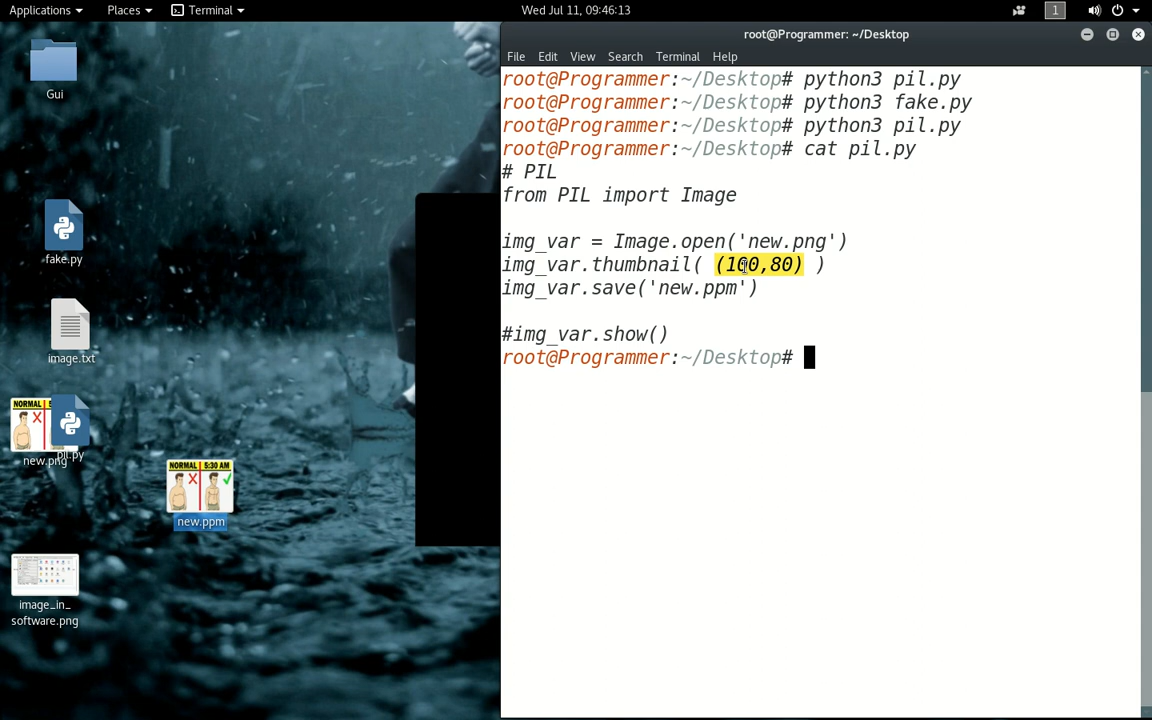 Applications Places Terminal Wed Jul 11, 09:46:13 1
root@Programmer: ~/Desktop
File Edit View Search Terminal Help
root@Programmer:~/Desktop# python3 pil.py
root@Programmer:~/Desktop# python3 fake.py
root@Programmer:~/Desktop# python3 pil.py
root@Programmer:~/Desktop# cat pil.py
# PIL
from PIL import Image
img_var = Image.open('new.png')
img_var.thumbnail( (100,80) )
img_var.save('new.ppm')
#img_var.show()
root@Programmer:~/Desktop#
Gui
fake.py
image.txt
NORMAL 5
new.png
pil.py
NORMAL 5:30 AM
new.ppm
image_in_
software.png